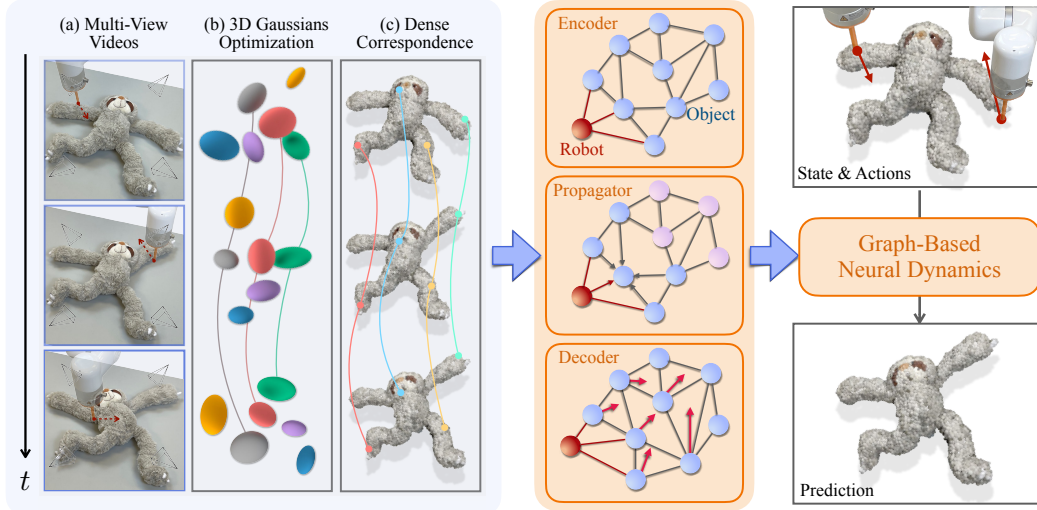 (a) Multi-View
Videos
(b) 3D Gaussians
Optimization
(c) Dense
Correspondence
t
Encoder
Object
Robot
Propagator
Decoder
State & Actions
Graph-Based
Neural Dynamics
Prediction